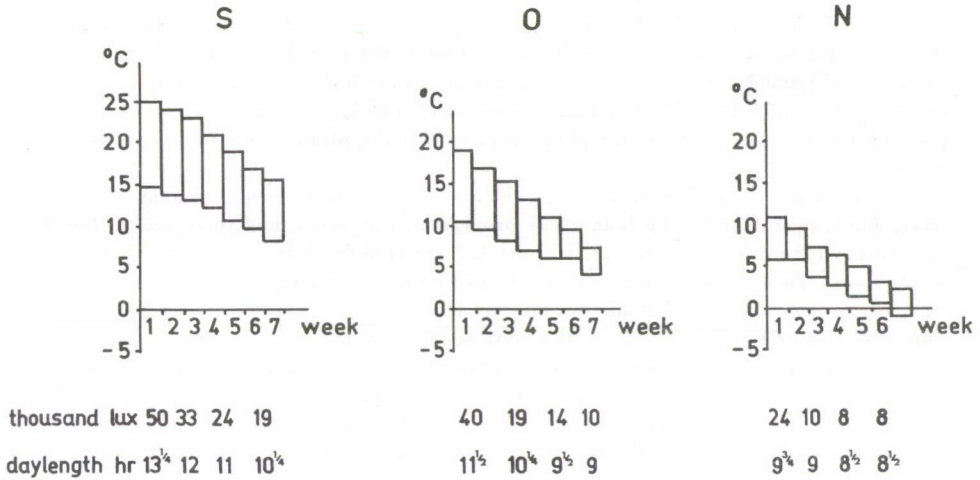 S O N
°C
°C
°C
25
20 20 20
15 15 15
10 10 10
5 5 5
0 0 0
1 2 3 4 5 6 7 week 1 2 3 4 5 6 7 week 1 2 3 4 5 6 week
-5 -5 -5
thousand lux 50 33 24 19 40 19 14 10 24 10 8 8
daylength hr 13¼ 12 11 10¼ 11½ 10¼ 9½ 9 9¾ 9 8½ 8½